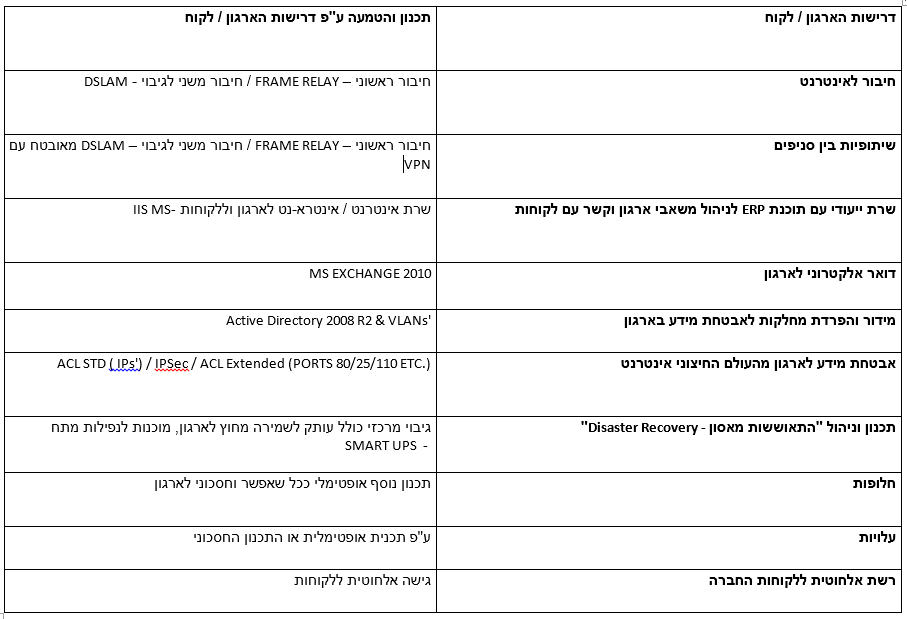 דרישות הארגון / לקוח
תכנון והטמעה ע"פ דרישות הארגון / לקוח
חיבור לאינטרנט
חיבור ראשוני – FRAME RELAY / חיבור משני לגיבוי - DSLAM
שיתופיות בין סניפים
חיבור ראשוני – FRAME RELAY / חיבור משני לגיבוי – DSLAM מאובטח עם
VPN
שרת ייעודי עם תוכנת ERP לניהול משאבי ארגון וקשר עם לקוחות
שרת אינטרנט / אינטרא-נט לארגון וללקוחות -IIS MS
דואר אלקטרוני לארגון
MS EXCHANGE 2010
מידור והפרדת מחלקות לאבטחת מידע בארגון
Active Directory 2008 R2 & VLANs'
אבטחת מידע לארגון מהעולם החיצוני אינטרנט
ACL STD ( IPs') / IPSec / ACL Extended (PORTS 80/25/110 ETC.)
תכנון וניהול "התאוששות מאסון - Disaster Recovery"
גיבוי מרכזי כולל עותק לשמירה מחוץ לארגון, מוכנות לנפילות מתח
- SMART UPS
חלופות
תכנון נוסף אופטימלי ככל שאפשר וחסכוני לארגון
עלויות
ע"פ תכנית אופטימלית או התכנון החסכוני
רשת אלחוטית ללקוחות החברה
גישה אלחוטית ללקוחות